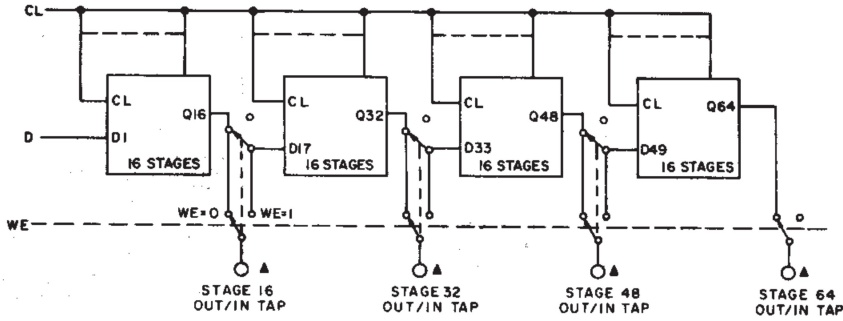 CL
CL CL CL CL
Q16 Q32 Q48 Q64
D D1 D17 D33 D49
16 STAGES 16 STAGES 16 STAGES 16 STAGES
WE=0 WE=1
WE
STAGE 16 OUT/IN TAP
STAGE 32 OUT/IN TAP
STAGE 48 OUT/IN TAP
STAGE 64 OUT/IN TAP